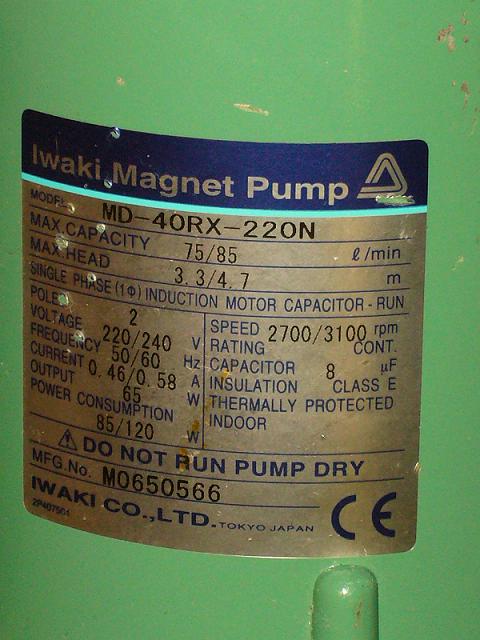 Iwaki Magnet Pump
MODEL MD-40RX-220N
MAX.CAPACITY 75/85 ℓ/min
MAX.HEAD 3.3/4.7 m
SINGLE PHASE (1Φ) INDUCTION MOTOR CAPACITOR-RUN
POLES 2
VOLTAGE 220/240 V
FREQUENCY 50/60 Hz
CURRENT 0.46/0.58 A
OUTPUT 65 W
POWER CONSUMPTION
85/120 W
SPEED 2700/3100 rpm
RATING CONT.
CAPACITOR 8 µF
INSULATION CLASS E
THERMALLY PROTECTED
INDOOR
DO NOT RUN PUMP DRY
MFG.No. M0650566
IWAKI CO.,LTD. TOKYO JAPAN
2P407501
CE